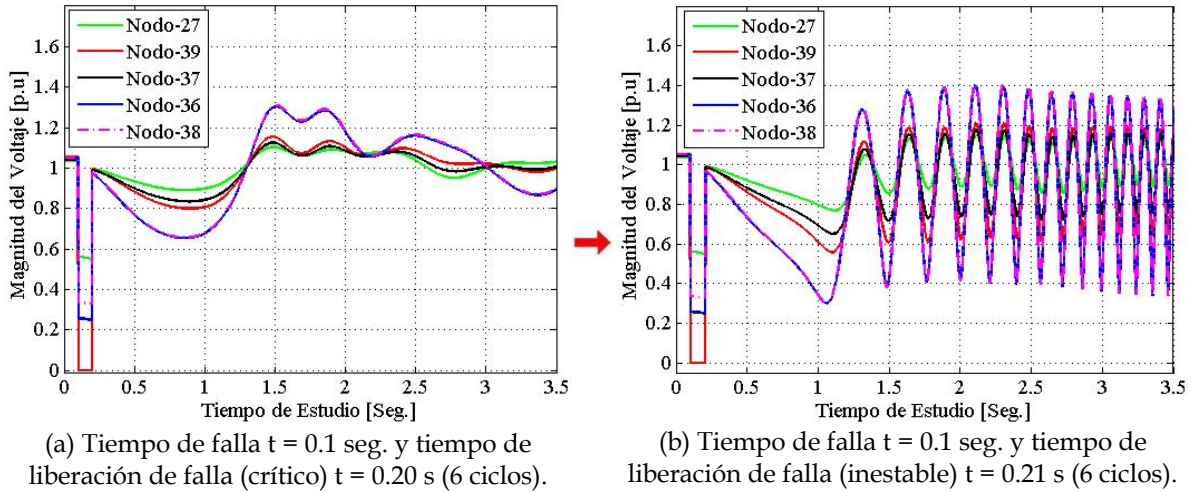 1.6
1.4
1.2
1
0.8
0.6
0.4
0.2
0
Magnitud del Voltaje [p.u]
Nodo-27
Nodo-39
Nodo-37
Nodo-36
Nodo-38
0 0.5 1 1.5 2 2.5 3 3.5
Tiempo de Estudio [Seg.]
(a) Tiempo de falla t = 0.1 seg. y tiempo de
liberación de falla (crítico) t = 0.20 s (6 ciclos).
1.6
1.4
1.2
1
0.8
0.6
0.4
0.2
0
Magnitud del Voltaje [p.u]
Nodo-27
Nodo-39
Nodo-37
Nodo-36
Nodo-38
0 0.5 1 1.5 2 2.5 3 3.5
Tiempo de Estudio [Seg.]
(b) Tiempo de falla t = 0.1 seg. y tiempo de
liberación de falla (inestable) t = 0.21 s (6 ciclos).